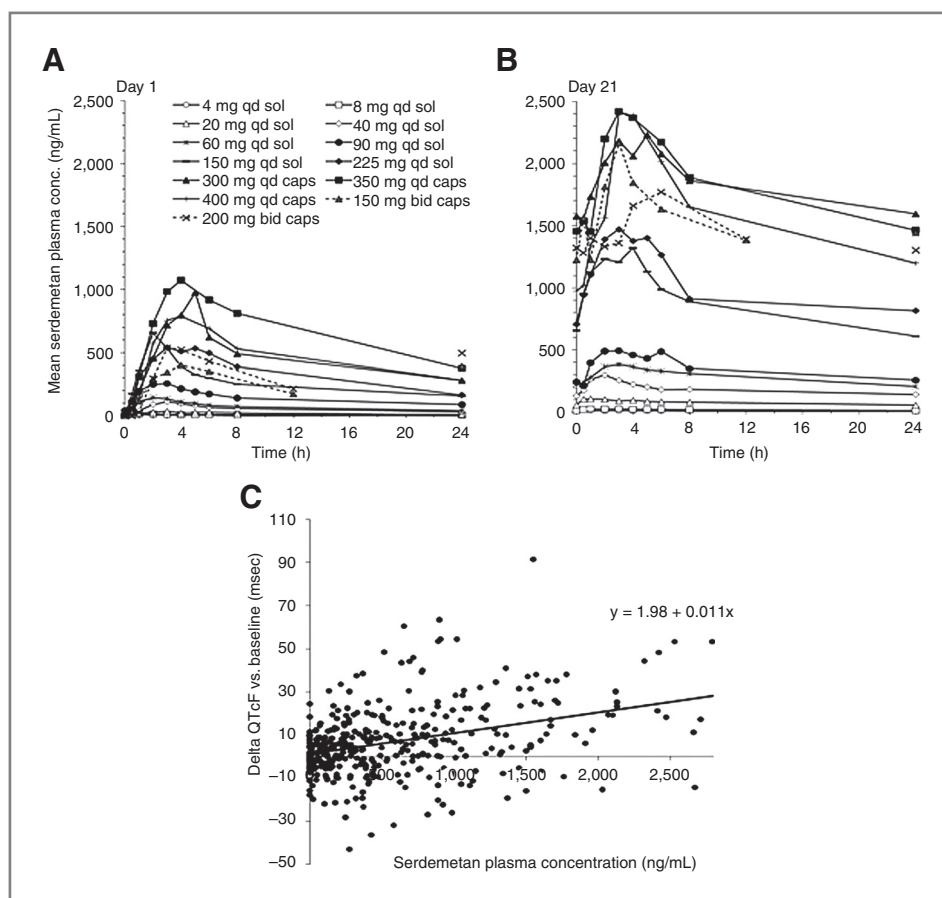 A
B
Day 1
Day 21
Mean serdemetan plasma conc. (ng/mL)
2,500
2,000
1,500
1,000
500
0
4 mg qd sol
8 mg qd sol
20 mg qd sol
40 mg qd sol
60 mg qd sol
90 mg qd sol
150 mg qd sol
225 mg qd sol
300 mg qd caps
350 mg qd caps
400 mg qd caps
150 mg bid caps
200 mg bid caps
0 4 8 12 16 20 24
Time (h)
2,500
2,000
1,500
1,000
500
0
0 4 8 12 16 20 24
Time (h)
C
Delta QTcF vs. baseline (msec)
110
90
70
50
30
10
−10
−30
−50
y = 1.98 + 0.011x
500 1,000 1,500 2,000 2,500
Serdemetan plasma concentration (ng/mL)